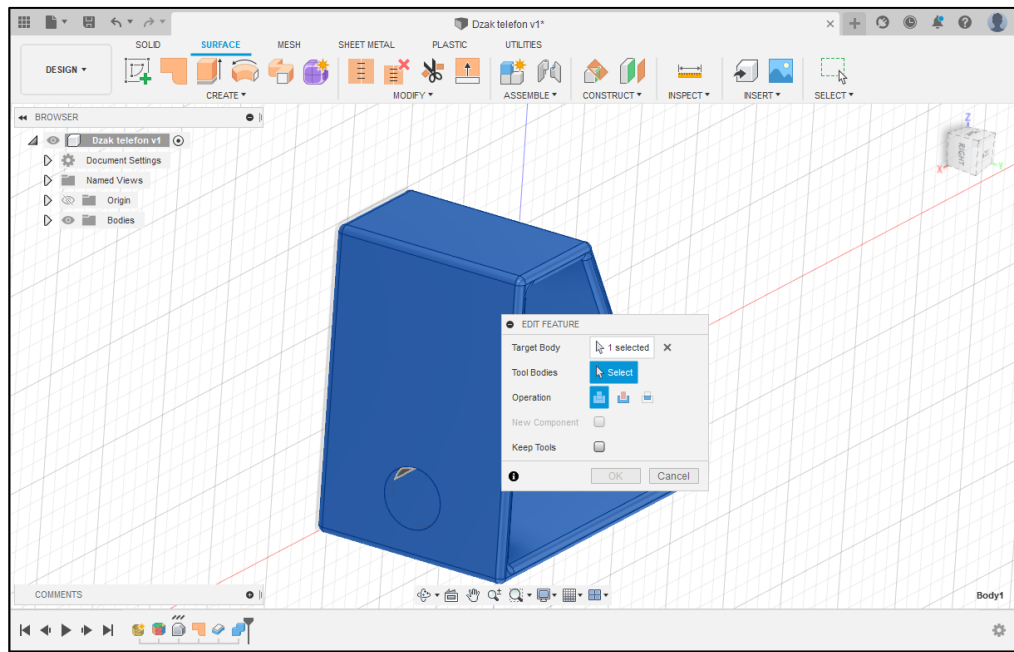 Dzak telefon v1*
SOLID SURFACE MESH SHEET METAL PLASTIC UTILITIES
DESIGN
CREATE MODIFY ASSEMBLE CONSTRUCT INSPECT INSERT SELECT
BROWSER
Dzak telefon v1
Document Settings
Named Views
Origin
Bodies
Z
RIGHT
X
Y
EDIT FEATURE
Target Body 1 selected
Tool Bodies Select
Operation
New Component
Keep Tools
OK Cancel
COMMENTS
Body1